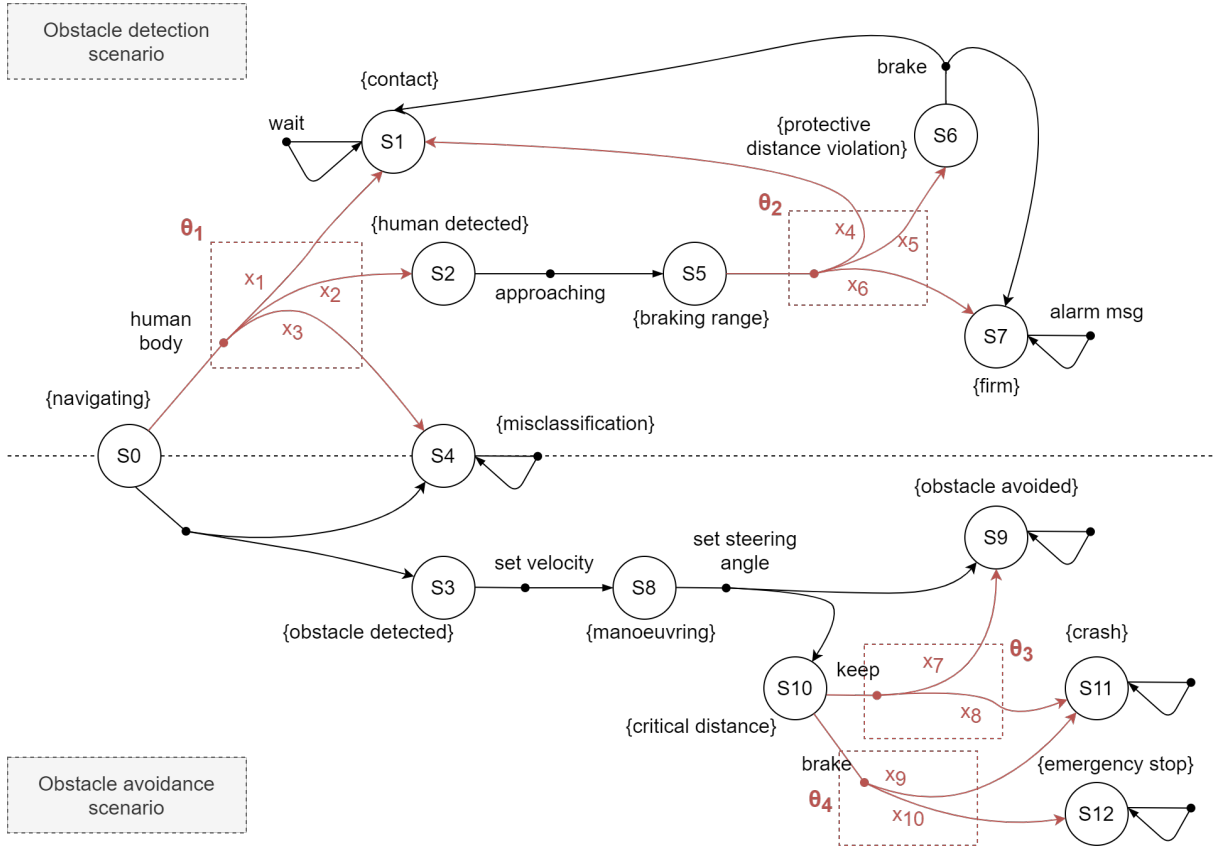 Obstacle detection
scenario
brake
{contact}
wait
S1
{protective
distance violation}
S6
θ1
θ2
{human detected}
x4
x5
x1
x2
S2
approaching
S5
x6
human
body
x3
{braking range}
alarm msg
S7
{firm}
{navigating}
{misclassification}
S0
S4
{obstacle avoided}
set velocity
set steering
angle
S9
S3
S8
{obstacle detected}
{manoeuvring}
{crash}
θ3
keep
x7
S10
x8
S11
{critical distance}
brake
x9
{emergency stop}
θ4
x10
S12
Obstacle avoidance
scenario